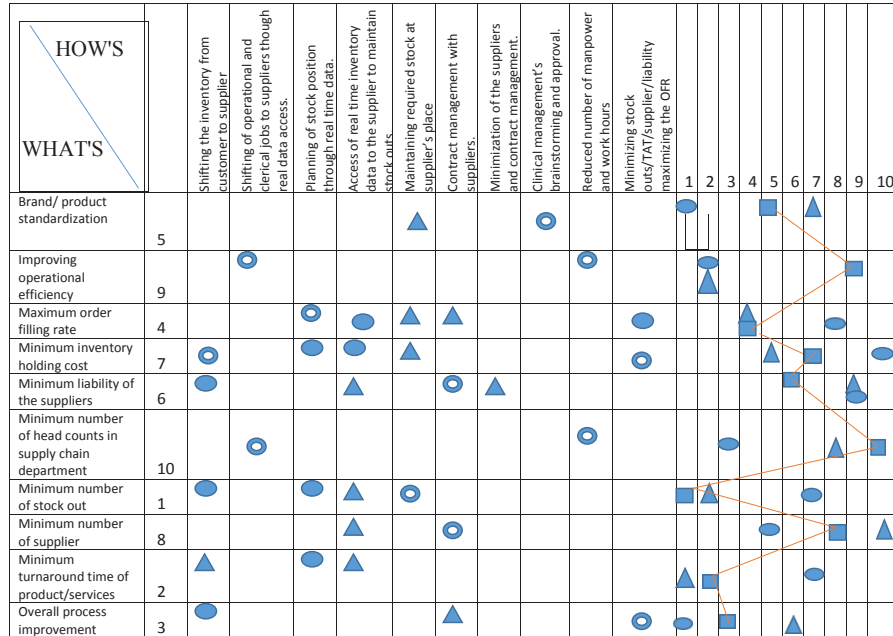 HOW'S
WHAT'S
Shifting the inventory from
customer to supplier
Shifting of operational and
clerical jobs to suppliers though
real data access.
Planning of stock position
through real time data.
Access of real time inventory
data to the supplier to maintain
stock outs
Maintaining required stock at
supplier's place
Contract management with
suppliers.
Minimization of the suppliers
and contract management.
Clinical management's
brainstorming and approval.
Reduced number of manpower
and work hours
Minimizing stock
outs/TAT/supplier/liability
maximizing the OFR
1 2 3 4 5 6 7 8 9 10
Brand/ product
standardization
5
Improving
operational
efficiency
9
Maximum order
filling rate
4
Minimum inventory
holding cost
7
Minimum liability of
the suppliers
6
Minimum number
of head counts in
supply chain
department
10
Minimum number
of stock out
1
Minimum number
of supplier
8
Minimum
turnaround time of
product/services
2
Overall process
improvement
3